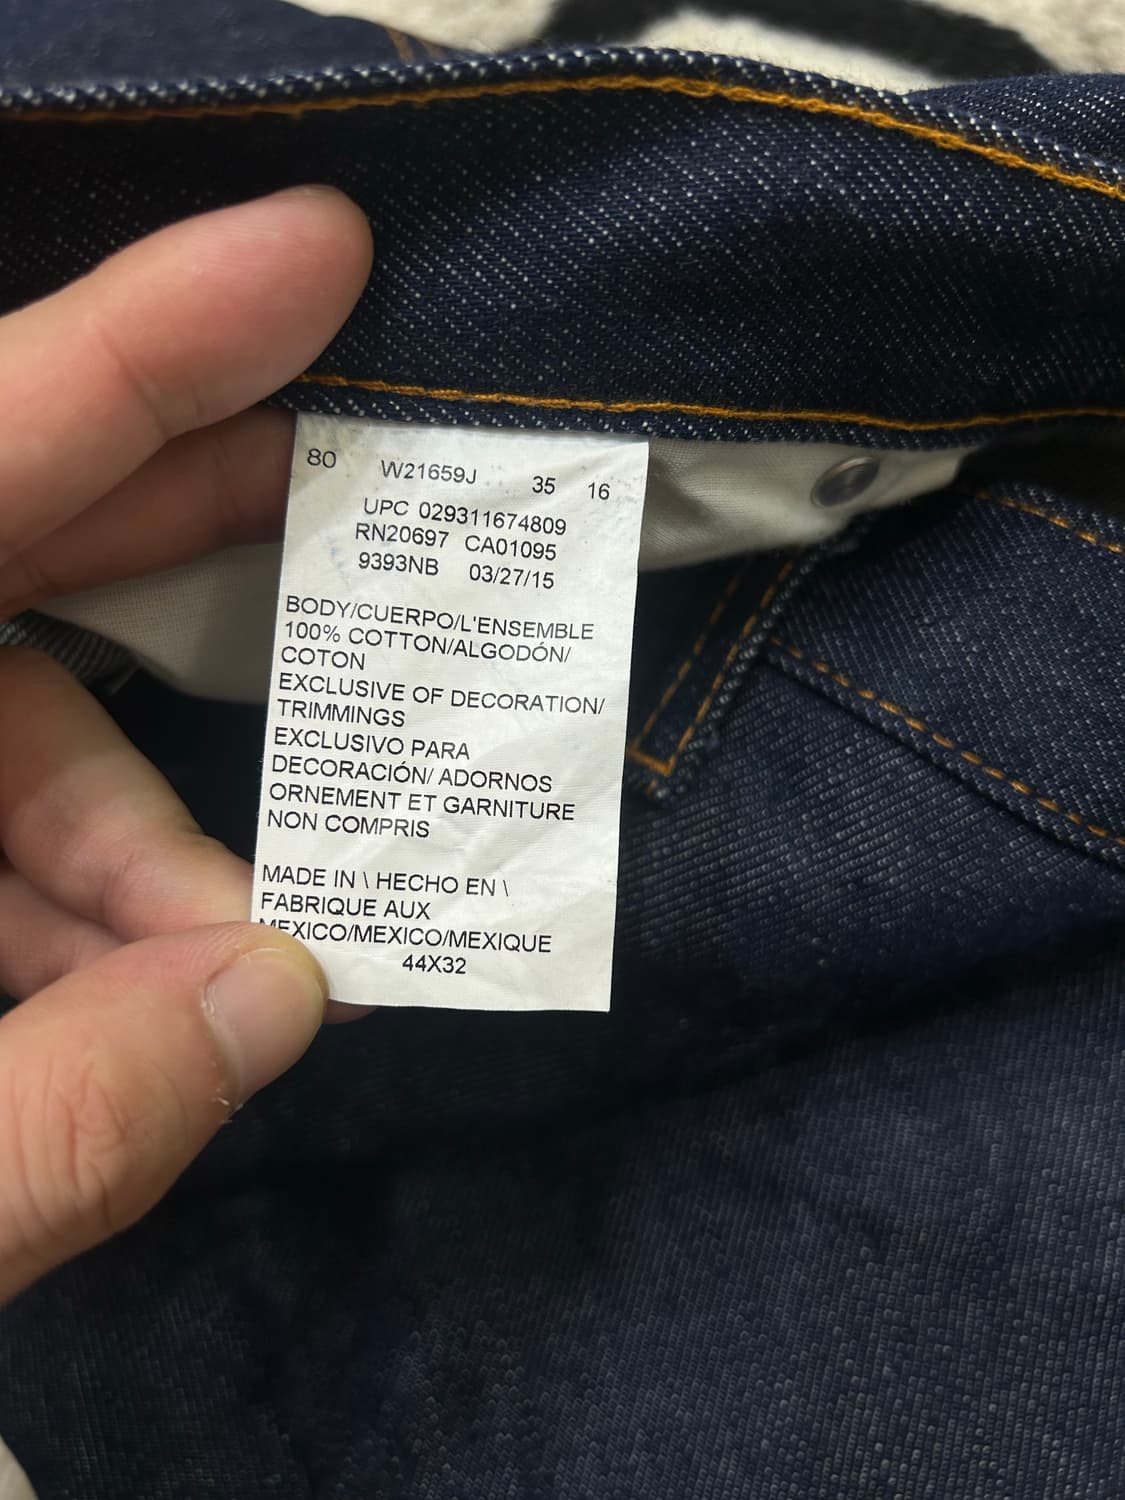 80 W21659J 35 16
UPC 029311674809
RN20697 CA01095
9393NB 03/27/15
BODY/CUERPO/L'ENSEMBLE
100% COTTON/ALGODÓN/
COTON
EXCLUSIVE OF DECORATION/
TRIMMINGS
EXCLUSIVO PARA
DECORACIÓN/ ADORNOS
ORNEMENT ET GARNITURE
NON COMPRIS
MADE IN \ HECHO EN \
FABRIQUE AUX
MEXICO/MEXICO/MEXIQUE
44X32